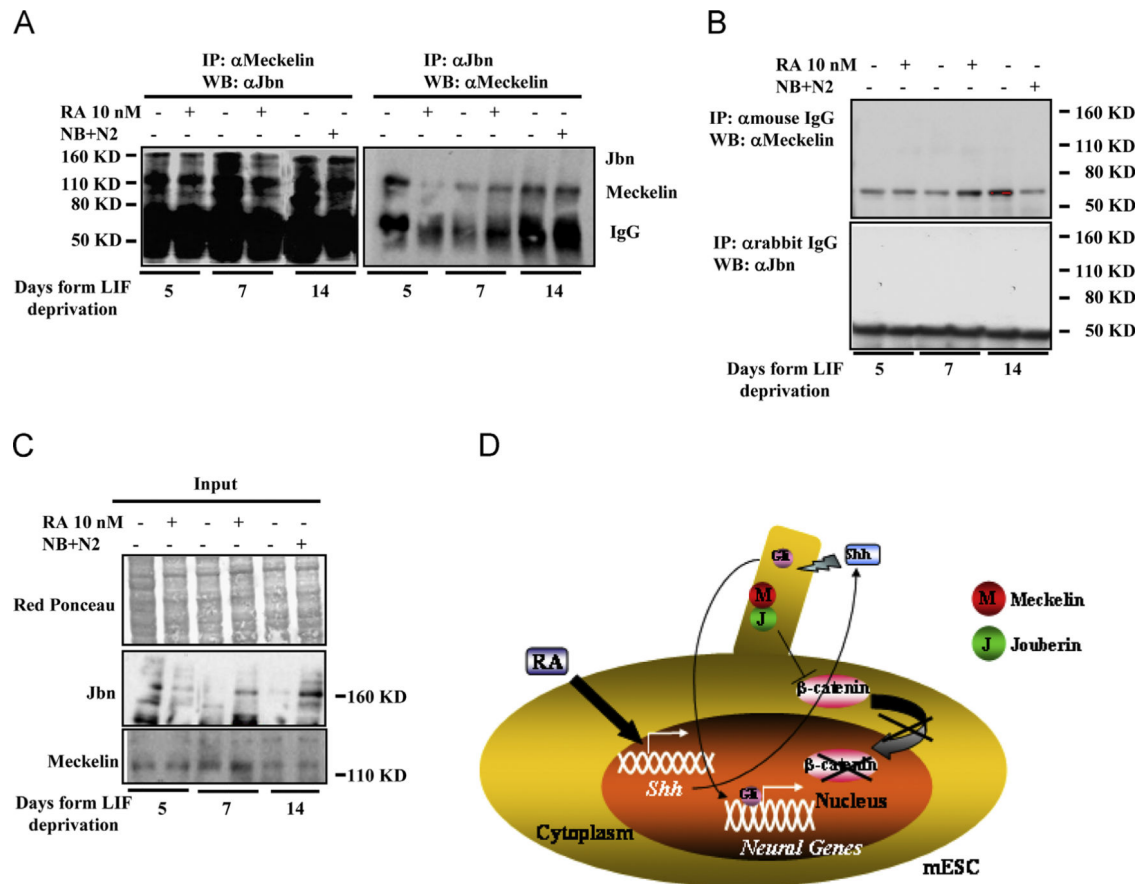 A
IP: αMeckelin
WB: αJbn
IP: αJbn
WB: αMeckelin
RA 10 nM - + - + - - - + - + - -
NB+N2 - - - - - + - - - - - +
160 KD
110 KD
50 KD
Jbn
Meckelin
IgG
Days form LIF
deprivation
5 7 14 5 7 14
B
RA 10 nM - + - + - -
NB+N2 - - - - - +
IP: αmouse IgG
WB: αMeckelin
160 KD
110 KD
80 KD
50 KD
IP: αrabbit IgG
WB: αJbn
160 KD
110 KD
80 KD
50 KD
Days form LIF
deprivation
5 7 14
C
Input
RA 10 nM - + - + - -
NB+N2 - - - - - +
Red Ponceau
Jbn
160 KD
Meckelin
110 KD
Days form LIF
deprivation
5 7 14
D
Gli
Shh
M
J
M Meckelin
J Jouberin
RA
β-catenin
β-catenin
Nucleus
Shh
Gli
Neural Genes
Cytoplasm
mESC